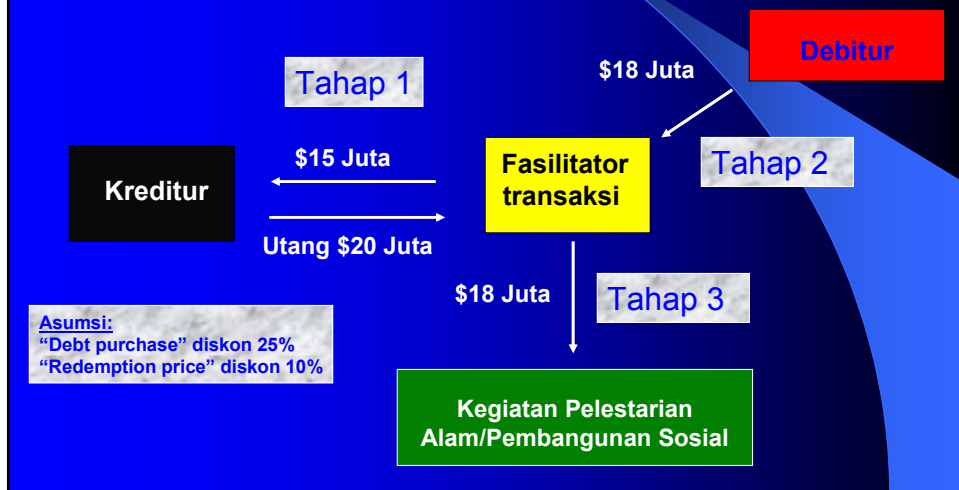 Debitur
$18 Juta
Tahap 1
$15 Juta
Fasilitator
transaksi
Tahap 2
Kreditur
Utang $20 Juta
$18 Juta
Tahap 3
Asumsi:
“Debt purchase” diskon 25%
“Redemption price” diskon 10%
Kegiatan Pelestarian
Alam/Pembangunan Sosial